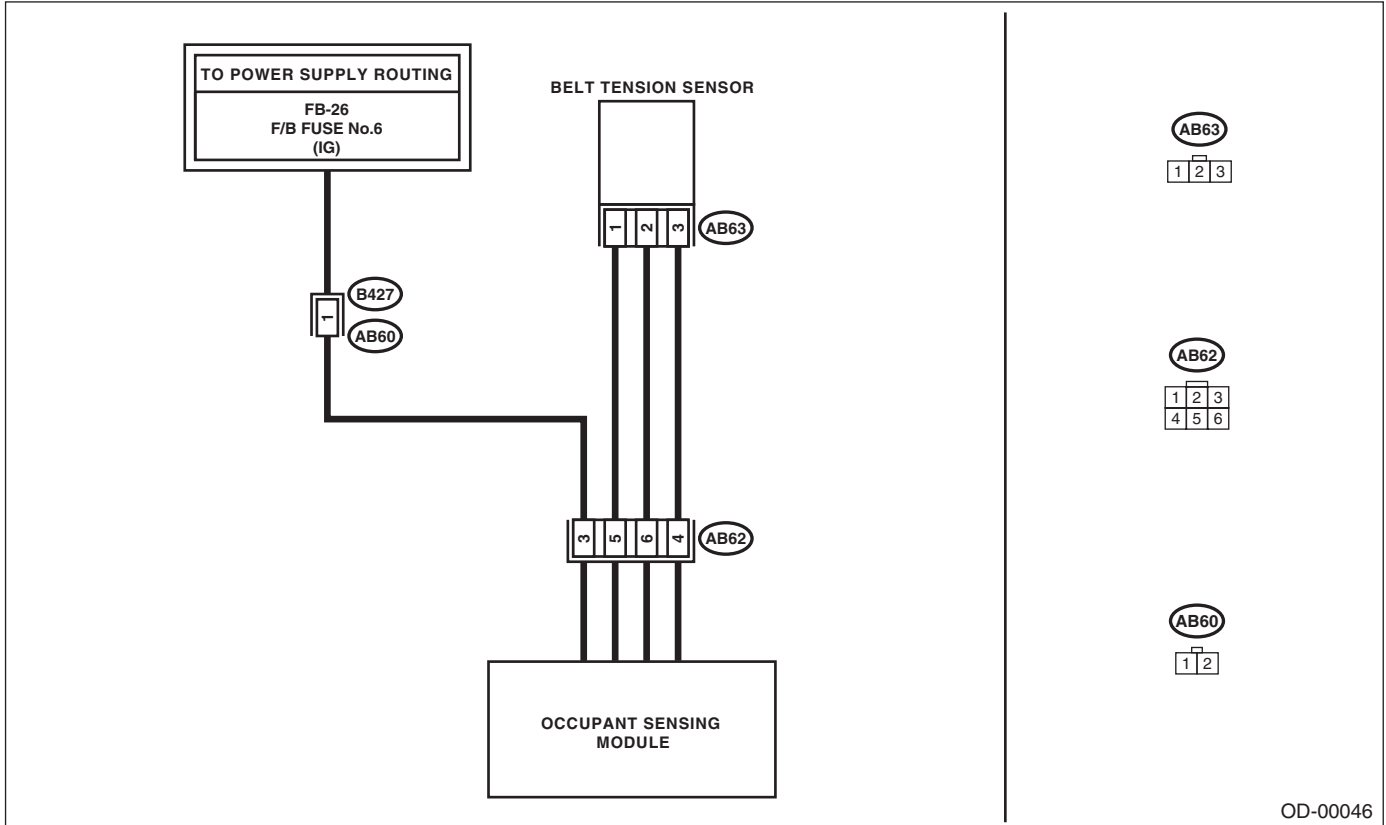 TO POWER SUPPLY ROUTING
FB-26
F/B FUSE No.6
(IG)
BELT TENSION SENSOR
1 2 3
AB63
B427
1
AB60
3 5 6 4
AB62
OCCUPANT SENSING
MODULE
AB63
1 2 3
AB62
1 2 3
4 5 6
AB60
1 2
OD-00046